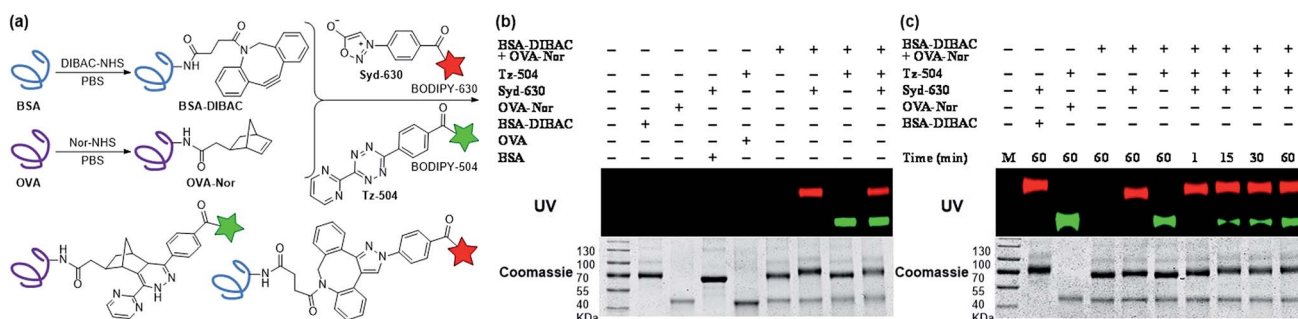 (a)
DIBAC-NHS
PBS
BSA
BSA-DIBAC
Nor-NHS
PBS
OVA
OVA-Nor
Syd-630
BODIPY-630
BODIPY-504
Tz-504
(b)
BSA-DIBAC
+ OVA-Nor − − − − − + + + +
Tz-504 − − − − + − − + +
Syd-630 − − − + − − + − +
OVA-Nor − − + − − − − − −
BSA-DIBAC − + − − − − − − −
OVA − − − − + − − − −
BSA − − − + − − − − −
UV
Coomassie
130
100
70
55
40
KDa
(c)
BSA-DIBAC
+ OVA-Nor − − − + + + + + + +
Tz-504 − − + − − + + + + +
Syd-630 − + − − + − + + + +
OVA-Nor − − + − − − − − − −
BSA-DIBAC − + − − − − − − − −
Time (min) M 60 60 60 60 60 1 15 30 60
UV
Coomassie
130
100
70
55
40
KDa